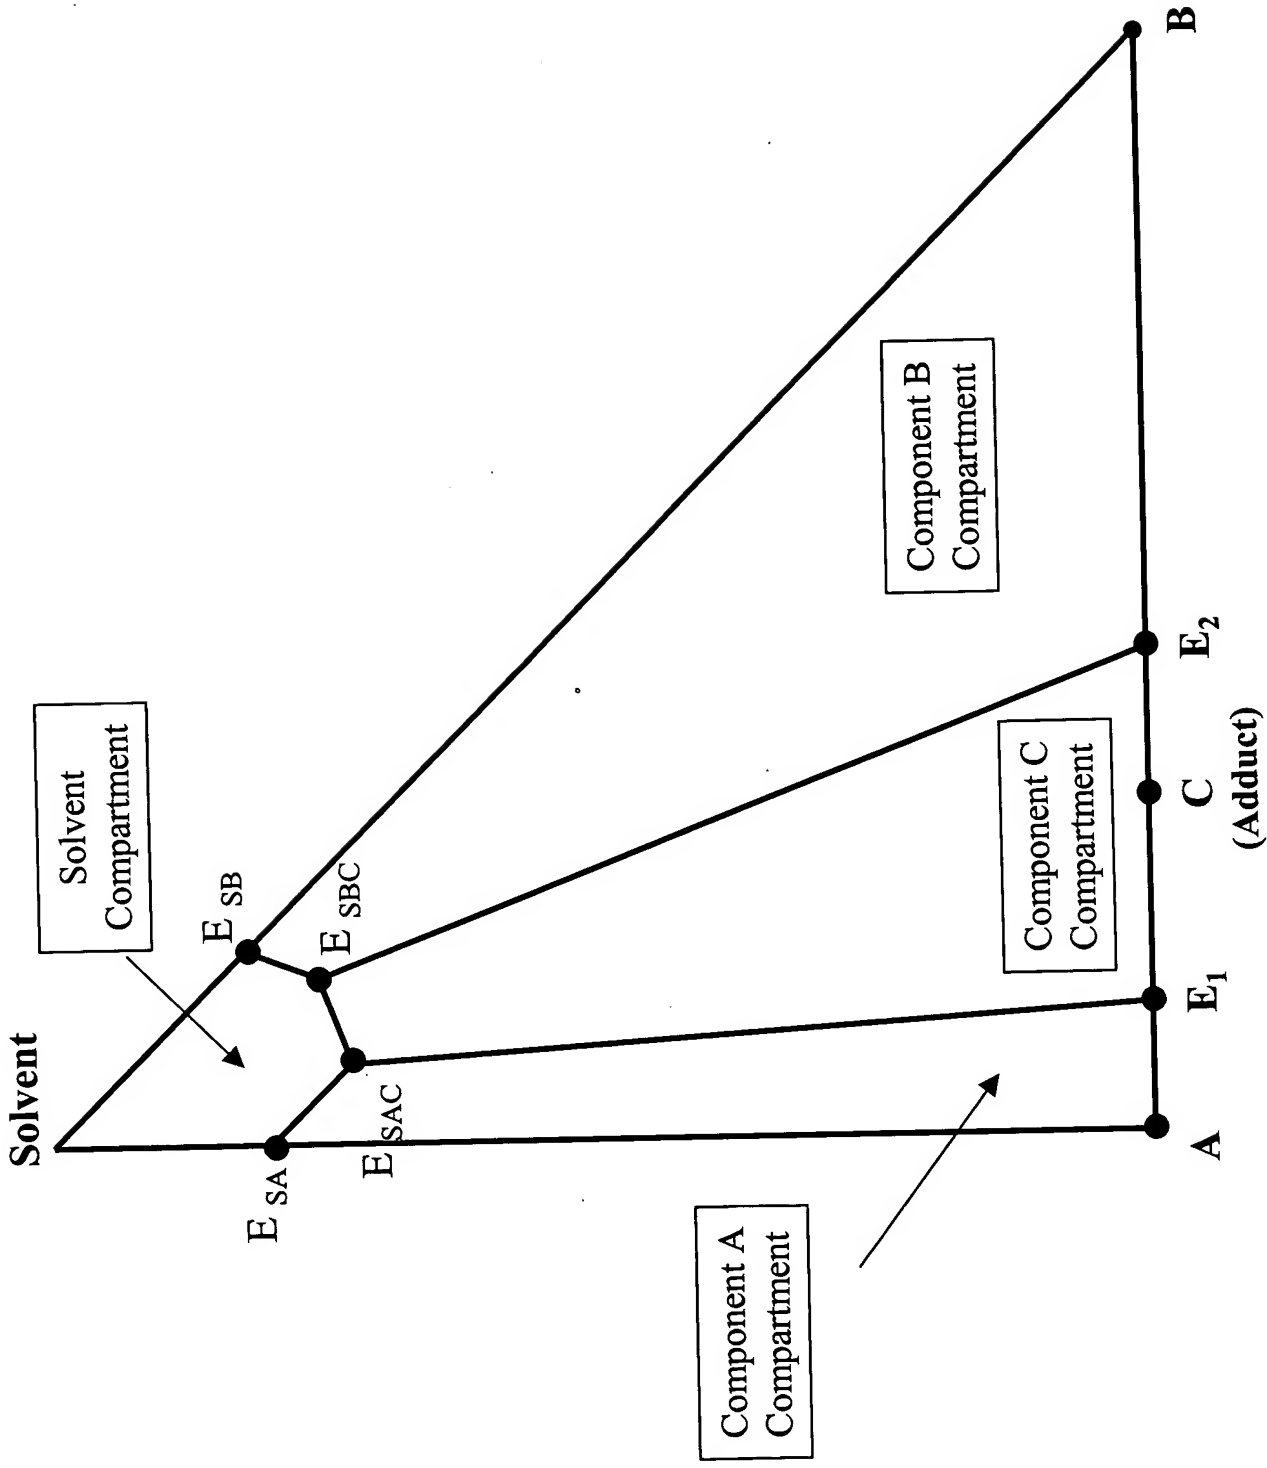 Solvent
Solvent
Compartment
E SB
E SBC
E SA
E SAC
Component B
Compartment
Component C
Compartment
Component A
Compartment
A
E1
C
(Adduct)
E2
B